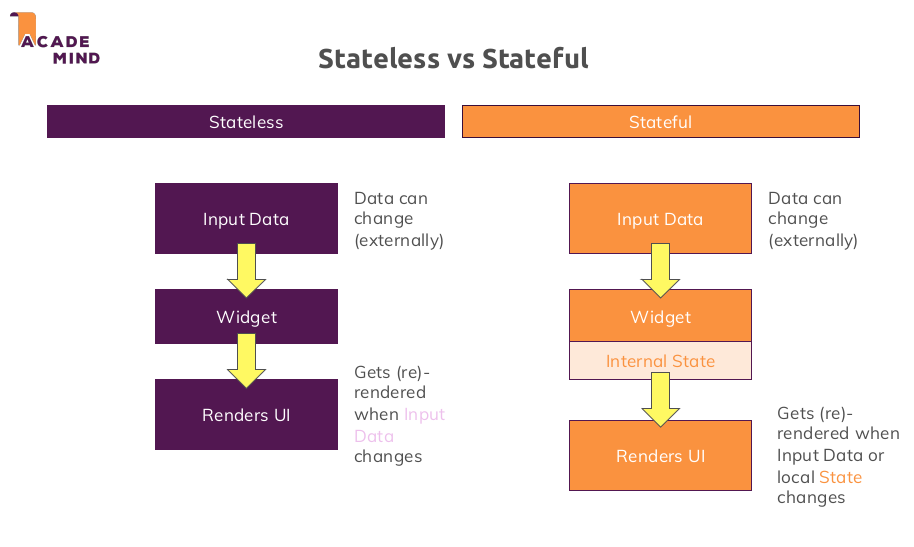 ACADE
MIND
Stateless vs Stateful
Stateless
Stateful
Input Data
Data can
change
(externally)
Widget
Renders UI
Gets (re)-
rendered
when Input
Data
changes
Input Data
Data can
change
(externally)
Widget
Internal State
Renders UI
Gets (re)-
rendered when
Input Data or
local State
changes